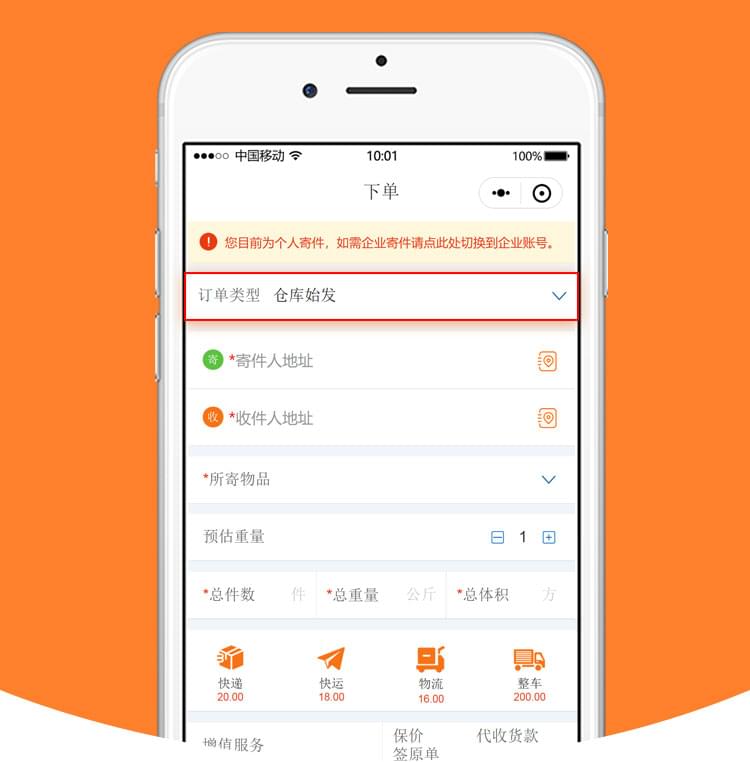 中国移动 10:01 100%
下单
! 您目前为个人寄件，如需企业寄件请点此处切换到企业账号。
订单类型 仓库始发
寄 *寄件人地址
收 *收件人地址
*所寄物品
预估重量 1
*总件数 件 *总重量 公斤 *总体积 方
快递 快运 物流 整车
20.00 18.00 16.00 200.00
增值服务 保价 代收货款
签原单